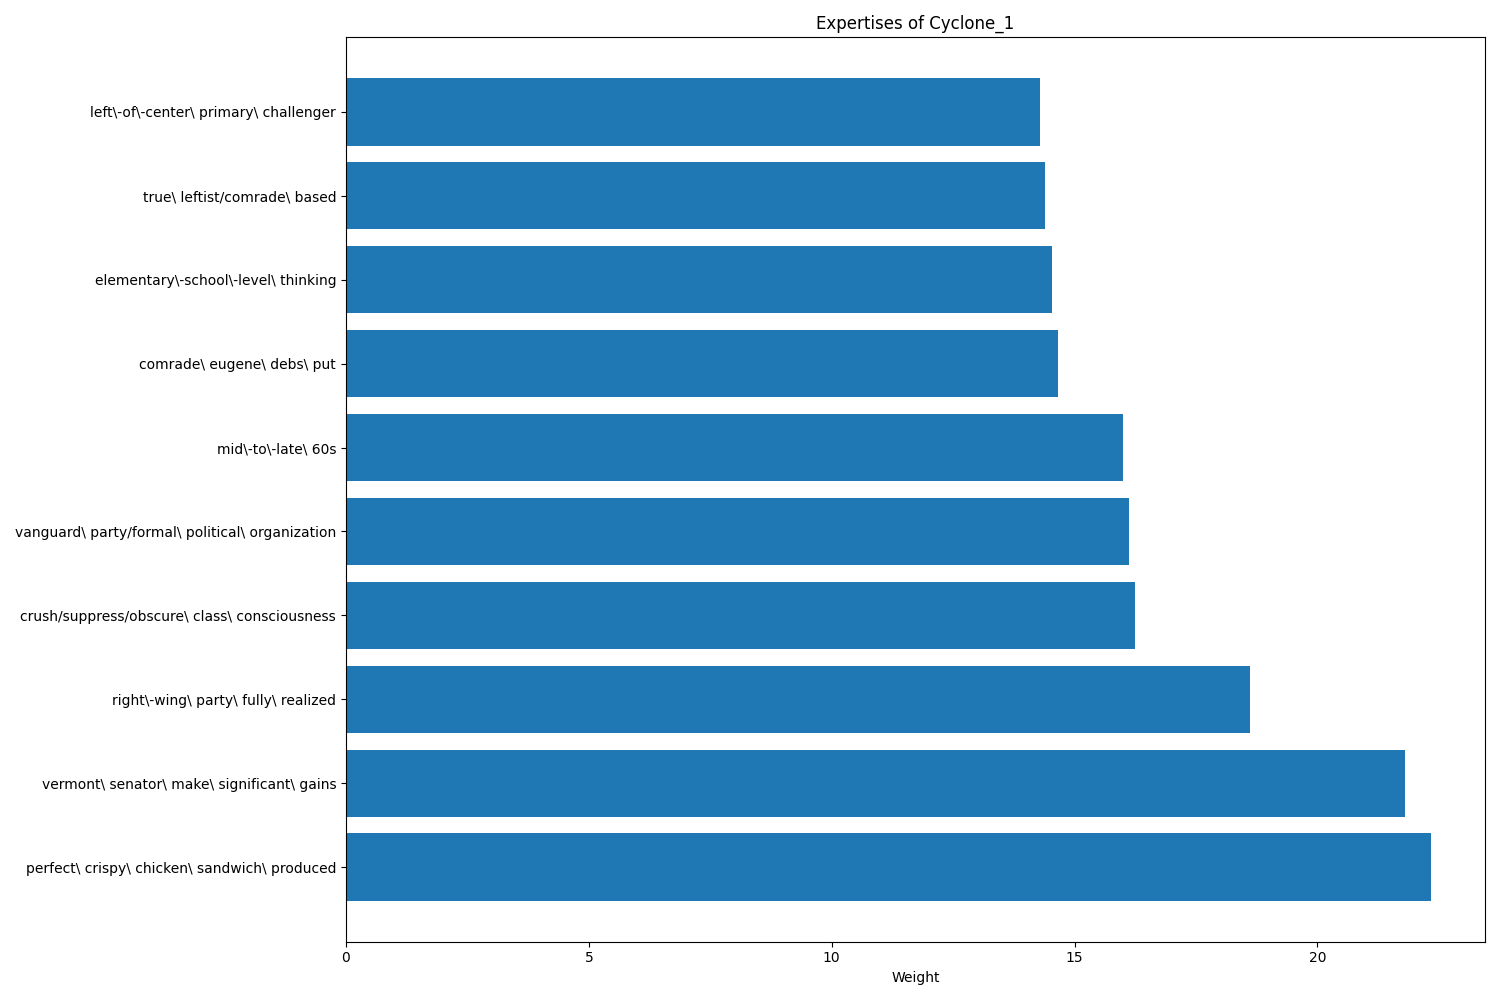 Expertises of Cyclone_1
left\-of\-center\ primary\ challenger
true\ leftist/comrade\ based
elementary\-school\-level\ thinking
comrade\ eugene\ debs\ put
mid\-to\-late\ 60s
vanguard\ party/formal\ political\ organization
crush/suppress/obscure\ class\ consciousness
right\-wing\ party\ fully\ realized
vermont\ senator\ make\ significant\ gains
perfect\ crispy\ chicken\ sandwich\ produced
0 5 10 15 20
Weight